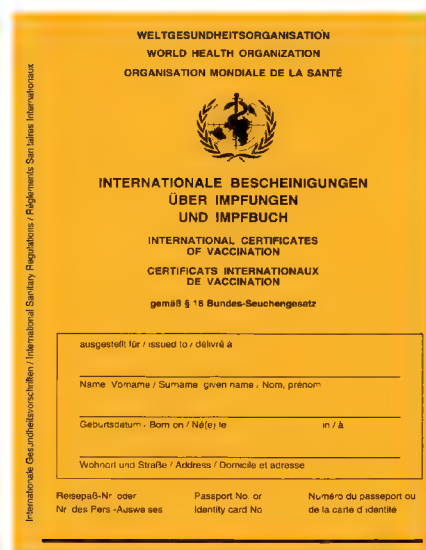 WELTGESUNDHEITSORGANISATION
WORLD HEALTH ORGANIZATION
ORGANISATION MONDIALE DE LA SANTÉ
INTERNATIONALE BESCHEINIGUNGEN
ÜBER IMPFUNGEN
UND IMPFBUCH
INTERNATIONAL CERTIFICATES
OF VACCINATION
CERTIFICATS INTERNATIONAUX
DE VACCINATION
gemäß § 16 Bundes-Seuchengesetz
ausgestellt für / issued to / délivré à
Name Vorname / Surname given name / Nom, prénom
Geburtsdatum / Born on / Né(e) le in / à
Wohnort und Straße / Address / Domicile et adresse
Reisepaß-Nr oder Passport No. or Numéro du passeport ou
Nr des Pers -Ausweises Identity card No de la carte d identité
Internationale Gesundheitsvorschriften / International Sanitary Regulations / Réglements Sanitaires Internationaux